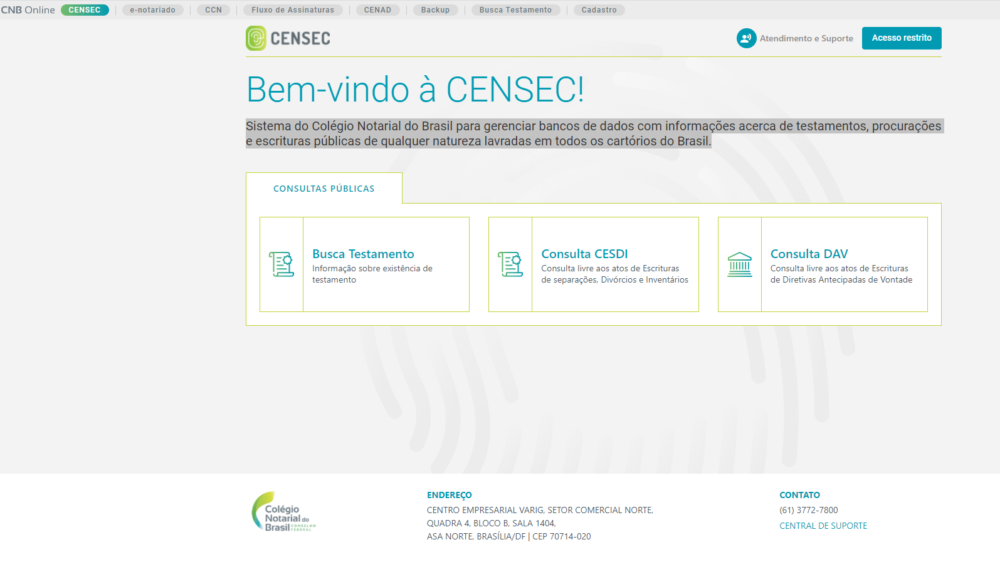 CNB Online CENSEC e-notariado CCN Fluxo de Assinaturas CENAD Backup Busca Testamento Cadastro
CENSEC
Atendimento e Suporte
Acesso restrito
Bem-vindo à CENSEC!
Sistema do Colégio Notarial do Brasil para gerenciar bancos de dados com informações acerca de testamentos, procurações
e escrituras públicas de qualquer natureza lavradas em todos os cartórios do Brasil.
CONSULTAS PÚBLICAS
Busca Testamento
Informação sobre existência de
testamento
Consulta CESDI
Consulta livre aos atos de Escrituras
de separações, Divórcios e Inventários
Consulta DAV
Consulta livre aos atos de Escrituras
de Diretivas Antecipadas de Vontade
Colégio
Notarial do
Brasil CONSELHO
FEDERAL
ENDEREÇO
CENTRO EMPRESARIAL VARIG, SETOR COMERCIAL NORTE,
QUADRA 4, BLOCO B, SALA 1404,
ASA NORTE, BRASÍLIA/DF | CEP 70714-020
CONTATO
(61) 3772-7800
CENTRAL DE SUPORTE